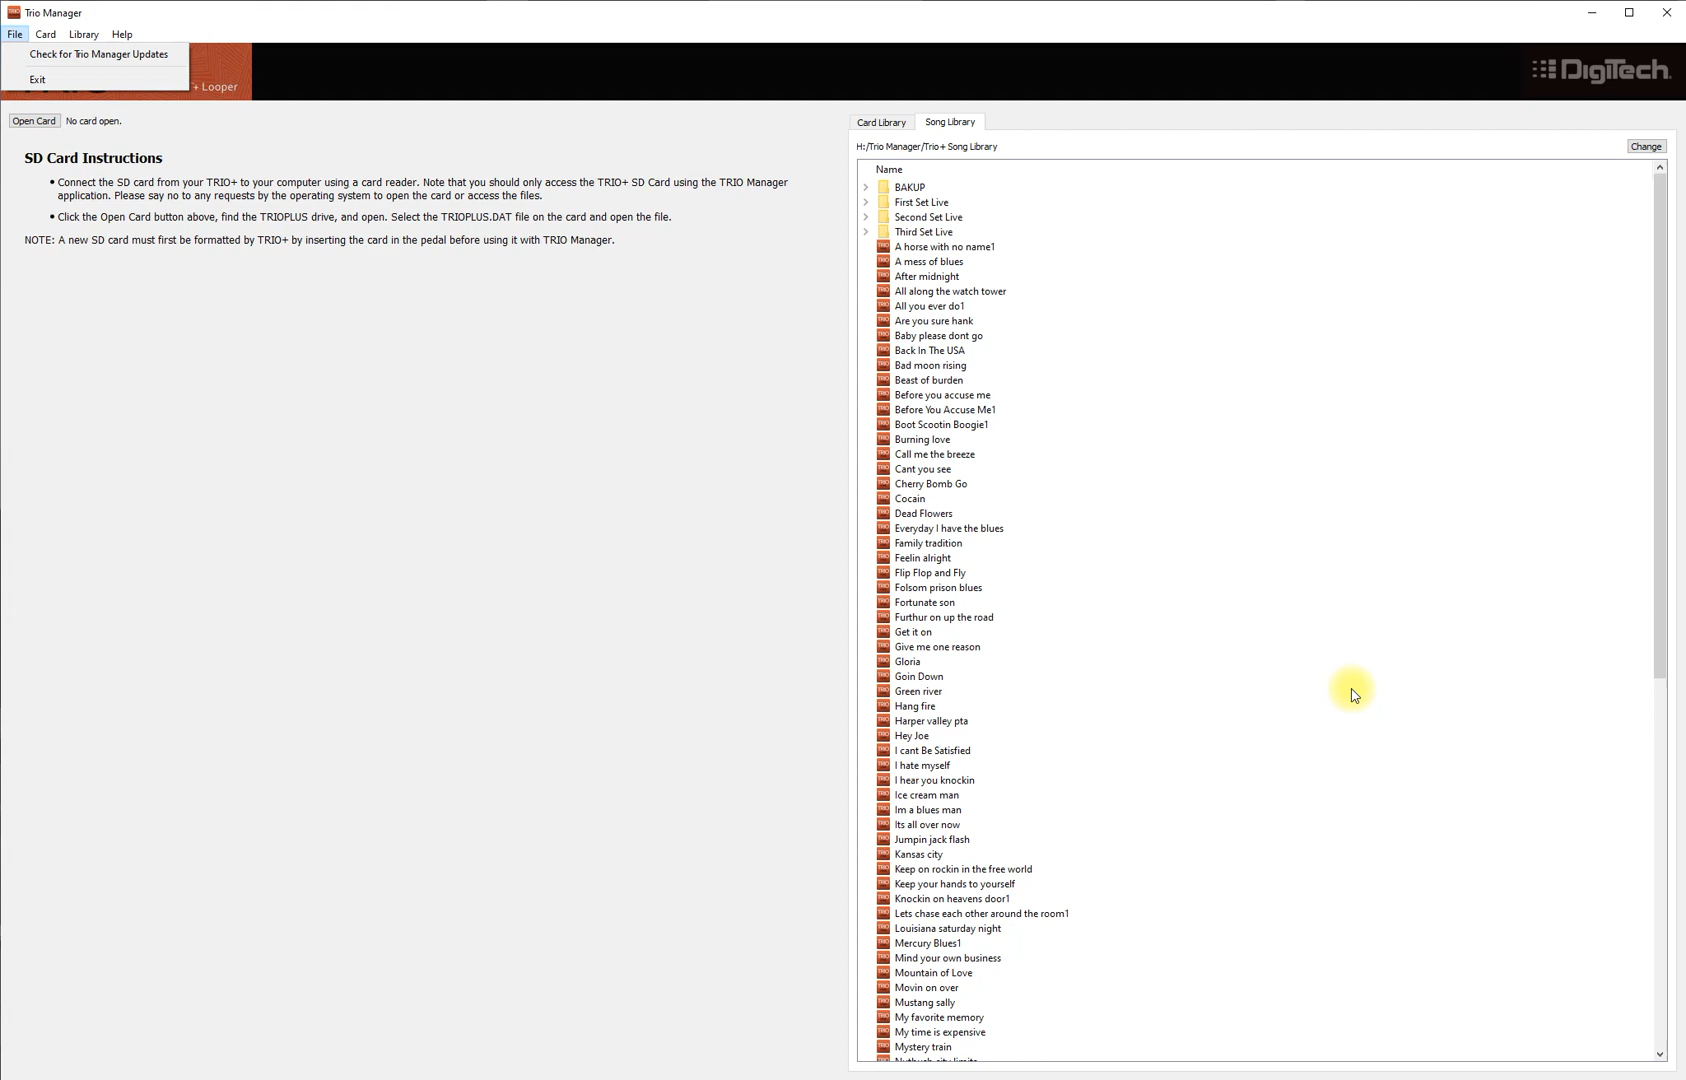 Trio Manager
File Card Library Help
Check for Trio Manager Updates
Exit
+ Looper
DigiTech
Open Card No card open.
SD Card Instructions
• Connect the SD card from your TRIO+ to your computer using a card reader. Note that you should only access the TRIO+ SD Card using the TRIO Manager
application. Please say no to any requests by the operating system to open the card or access the files.
• Click the Open Card button above, find the TRIOPLUS drive, and open. Select the TRIOPLUS.DAT file on the card and open the file.
NOTE: A new SD card must first be formatted by TRIO+ by inserting the card in the pedal before using it with TRIO Manager.
Card Library Song Library
H:/Trio Manager/Trio+ Song Library Change
Name
BAKUP
First Set Live
Second Set Live
Third Set Live
A horse with no name1
A mess of blues
After midnight
All along the watch tower
All you ever do1
Are you sure hank
Baby please dont go
Back In The USA
Bad moon rising
Beast of burden
Before you accuse me
Before You Accuse Me1
Boot Scootin Boogie1
Burning love
Call me the breeze
Cant you see
Cherry Bomb Go
Cocain
Dead Flowers
Everyday I have the blues
Family tradition
Feelin alright
Flip Flop and Fly
Folsom prison blues
Fortunate son
Furthur on up the road
Get it on
Give me one reason
Gloria
Goin Down
Green river
Hang fire
Harper valley pta
Hey Joe
I cant Be Satisfied
I hate myself
I hear you knockin
Ice cream man
Im a blues man
Its all over now
Jumpin jack flash
Kansas city
Keep on rockin in the free world
Keep your hands to yourself
Knockin on heavens door1
Lets chase each other around the room1
Louisiana saturday night
Mercury Blues1
Mind your own business
Mountain of Love
Movin on over
Mustang sally
My favorite memory
My time is expensive
Mystery train